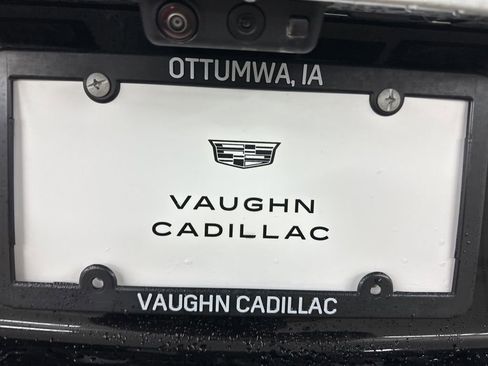 OTTUMWA, IA
VAUGHN
CADILLAC
VAUGHN CADILLAC